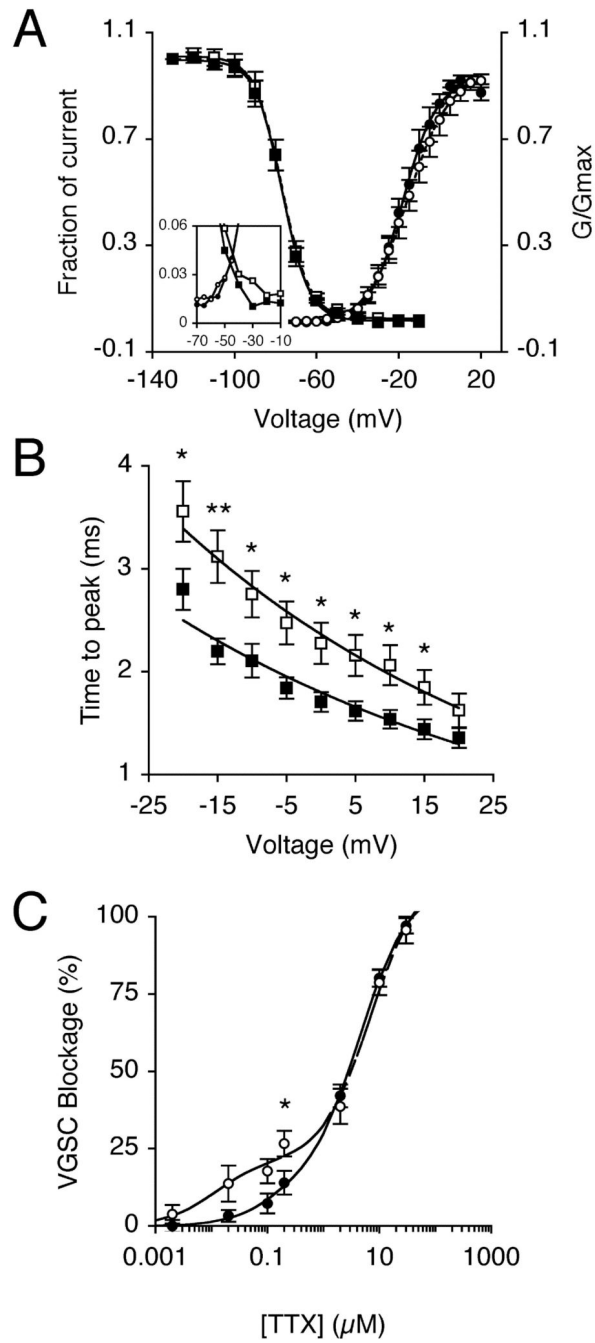 A
1.1
0.7
0.3
-0.1
Fraction of current
1.1
0.7
0.3
-0.1
G/Gmax
0.06
0.03
0
-70 -50 -30 -10
-140 -100 -60 -20 20
Voltage (mV)
B
4
3
2
1
Time to peak (ms)
* ** * * * * * *
-25 -15 -5 5 15 25
Voltage (mV)
C
100
75
50
25
0
VGSC Blockage (%)
*
0.001 0.1 10 1000
[TTX] (µM)